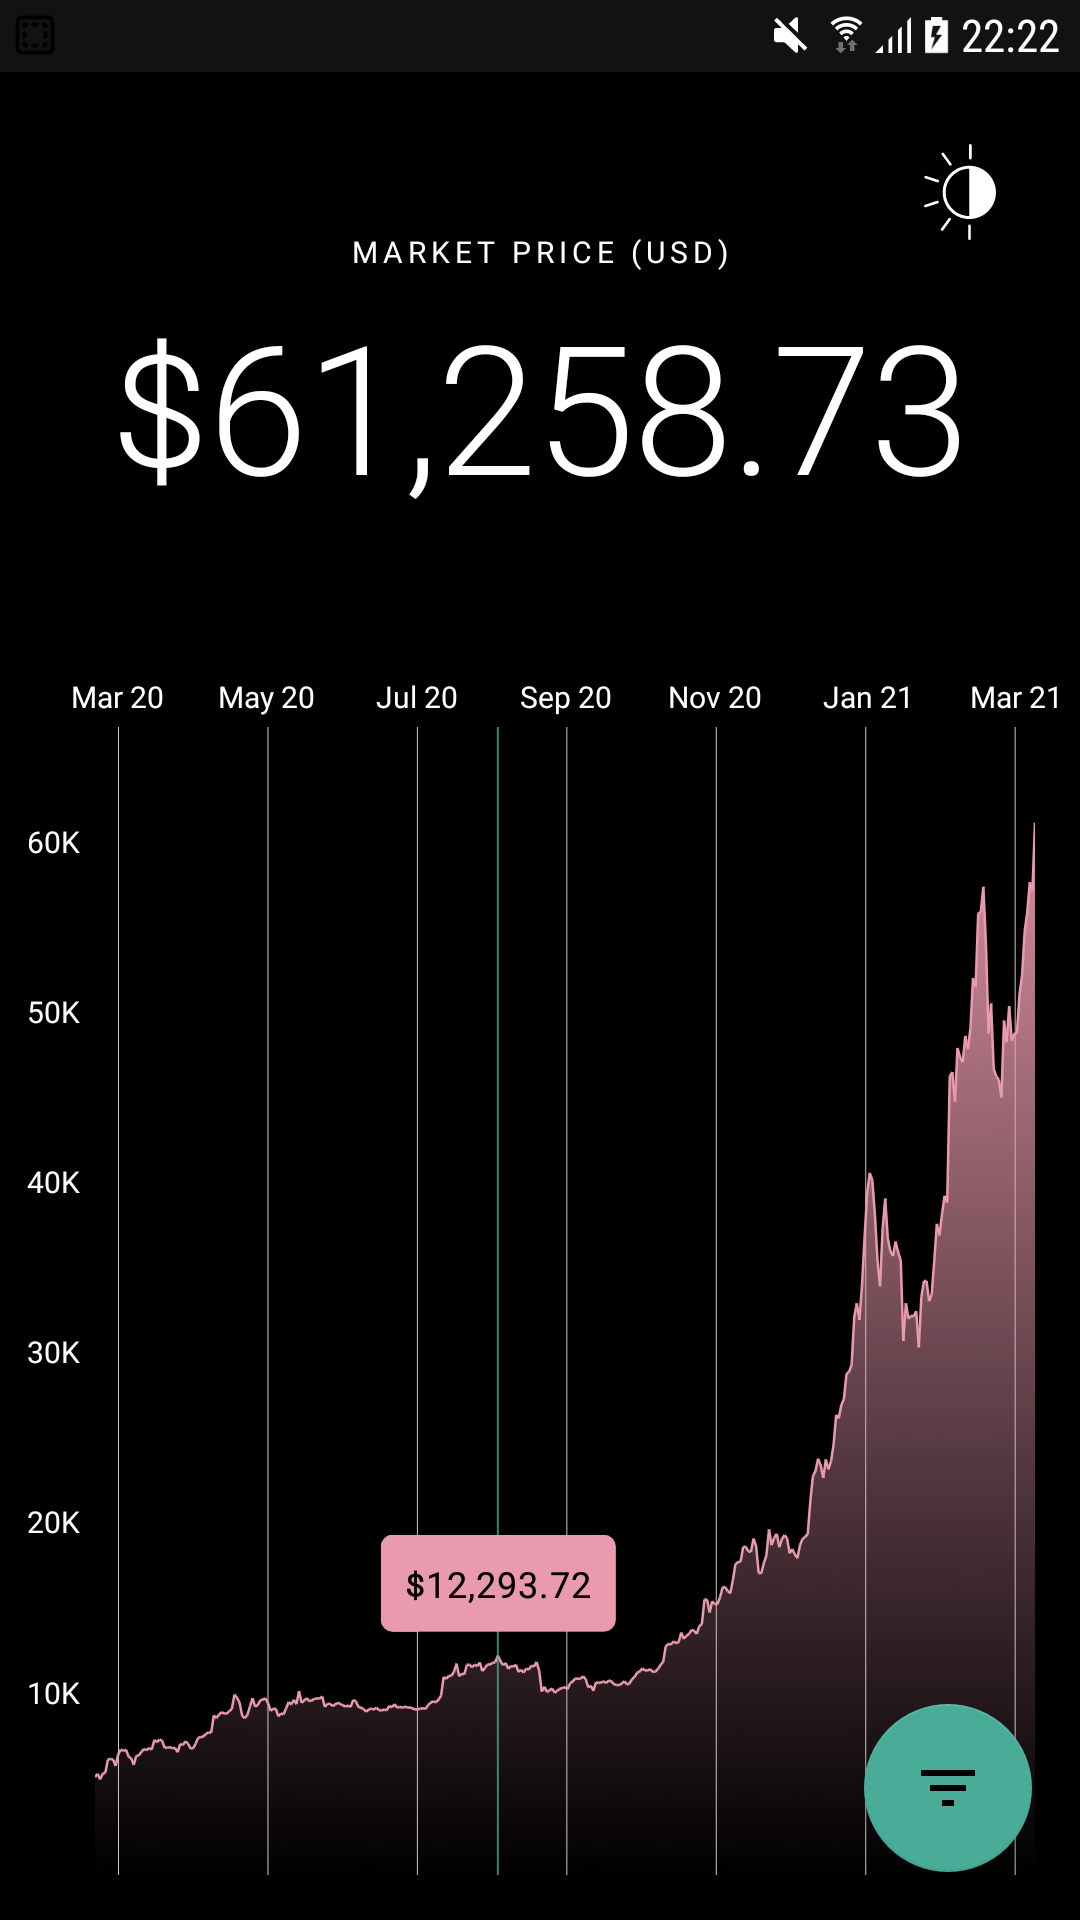 22:22
MARKET PRICE (USD)
$61,258.73
Mar 20 May 20 Jul 20 Sep 20 Nov 20 Jan 21 Mar 21
60K
50K
40K
30K
20K
$12,293.72
10K